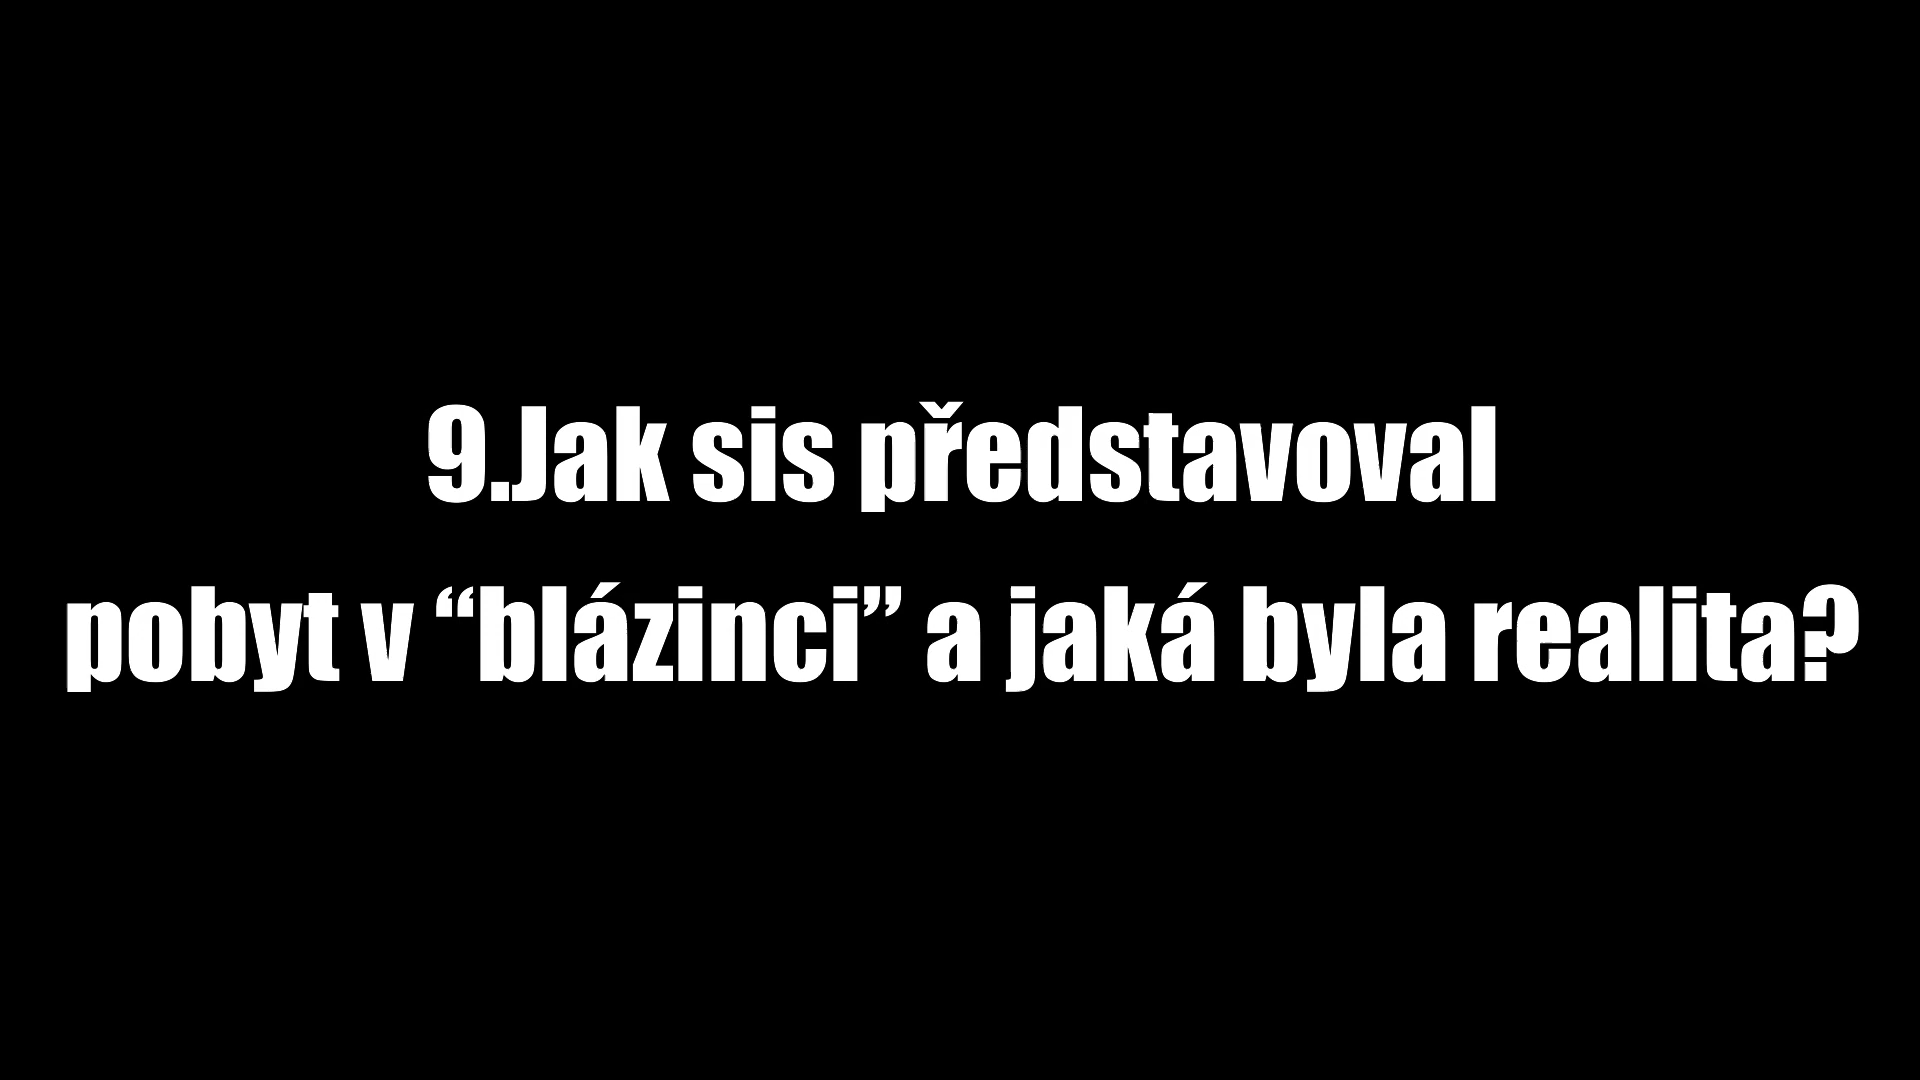 9.Jak sis představoval
pobyt v “blázinci” a jaká byla realita?